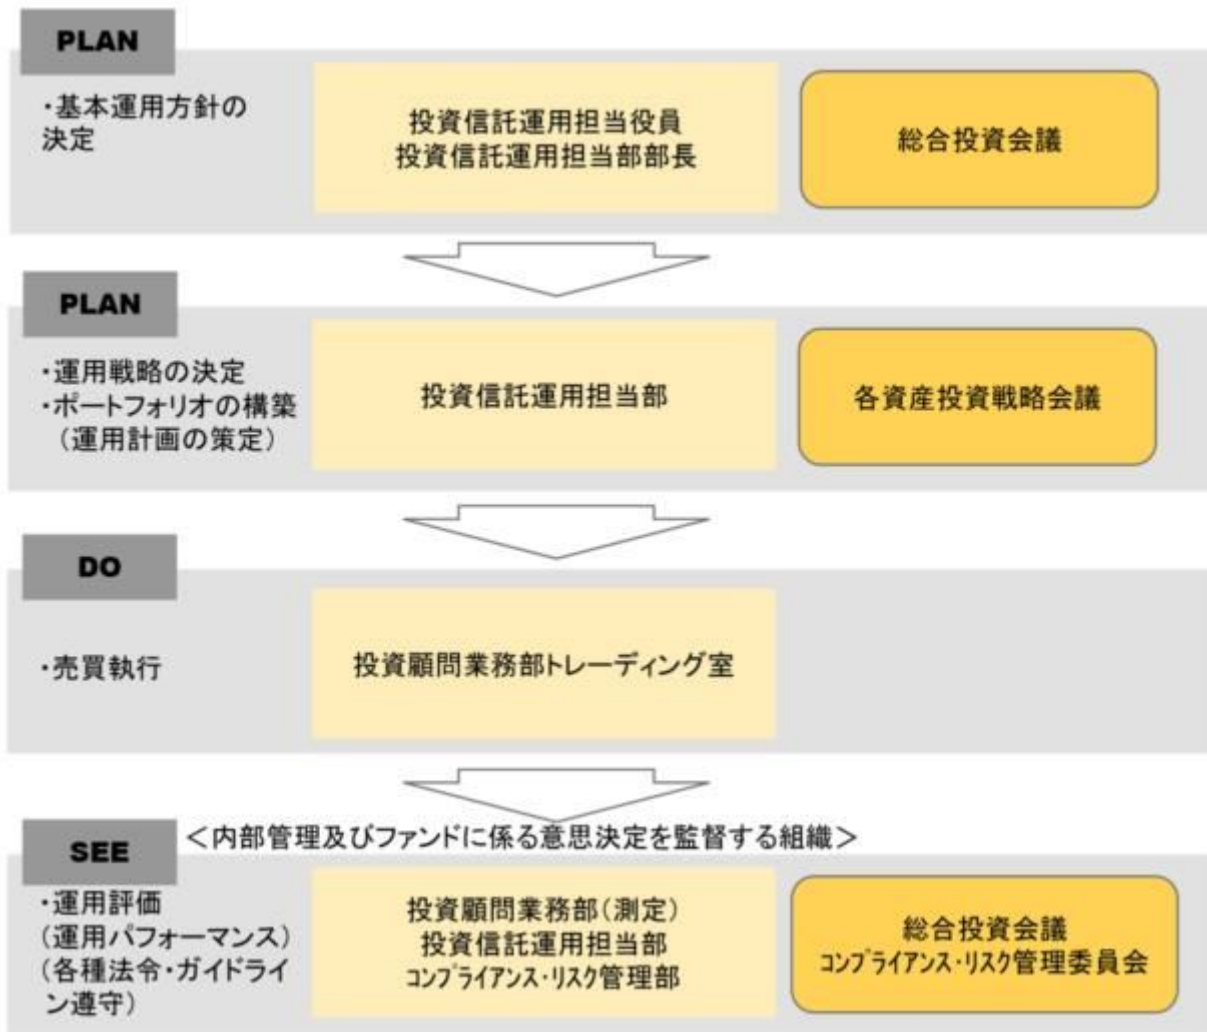 PLAN
・基本運用方針の
決定
投資信託運用担当役員
投資信託運用担当部部長
総合投資会議
PLAN
・運用戦略の決定
・ポートフォリオの構築
（運用計画の策定）
投資信託運用担当部
各資産投資戦略会議
DO
・売買執行
投資顧問業務部トレーディング室
SEE
＜内部管理及びファンドに係る意思決定を監督する組織＞
・運用評価
(運用パフォーマンス)
(各種法令・ガイドライ
ン遵守)
投資顧問業務部(測定)
投資信託運用担当部
ｺﾝﾌﾟﾗｲｱﾝｽ･ﾘｽｸ管理部
総合投資会議
ｺﾝﾌﾟﾗｲｱﾝｽ･ﾘｽｸ管理委員会